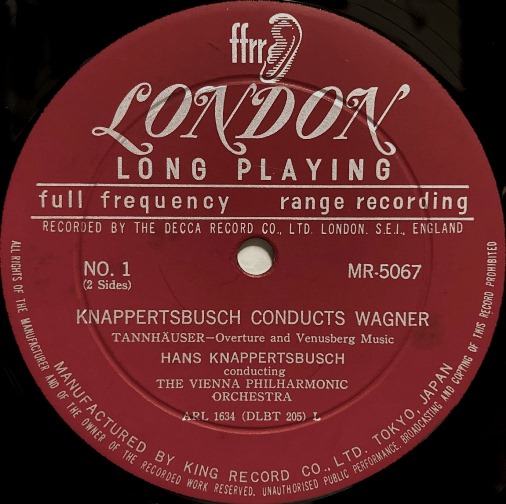 ffrr
LONDON
LONG PLAYING
full frequency range recording
RECORDED BY THE DECCA RECORD CO., LTD. LONDON. S.E.I., ENGLAND
NO. 1
(2 Sides)
MR-5067
KNAPPERTSBUSCH CONDUCTS WAGNER
TANNHÄUSER—Overture and Venusberg Music
HANS KNAPPERTSBUSCH
conducting
THE VIENNA PHILHARMONIC
ORCHESTRA
ARL 1634 (DLBT 205) L
MANUFACTURED BY KING RECORD CO., LTD. TOKYO, JAPAN
ALL RIGHTS OF THE MANUFACTURER AND OF THE OWNER OF THE RECORDED WORK RESERVED. UNAUTHORISED PUBLIC PERFORMANCE, BROADCASTING AND COPYING OF THIS RECORD PROHIBITED